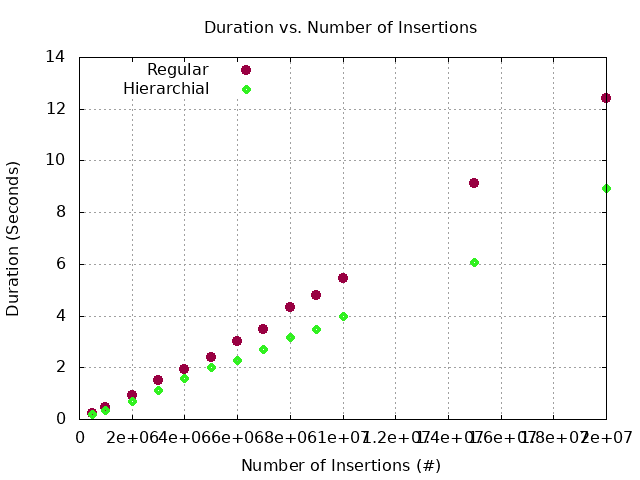 Duration vs. Number of Insertions
14
12
10
8
6
4
2
0
Regular
Hierarchial
Duration (Seconds)
0 2e+06 4e+06 6e+06 8e+06 1e+07 1.2e+07 1.4e+07 1.6e+07 1.8e+07 2e+07
Number of Insertions (#)